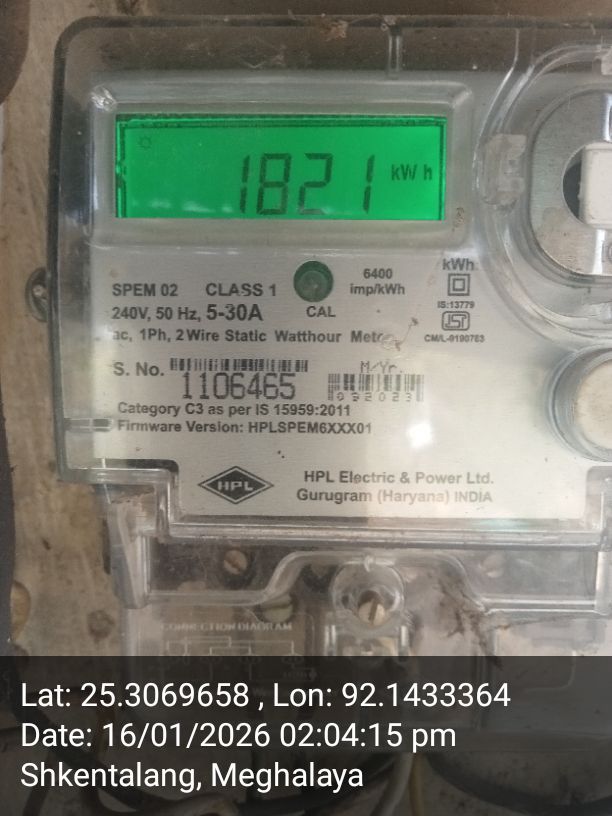 1821 kWh
SPEM 02 CLASS 1
6400
imp/kWh
kWh
240V, 50 Hz, 5-30A
CAL
IS:13779
ISI
ac, 1Ph, 2 Wire Static Watthour Metr
CM/L-9190783
S. No. 1106465
M/Yr.
092023
Category C3 as per IS 15959:2011
Firmware Version: HPLSPEM6XXX01
HPL
HPL Electric & Power Ltd.
Gurugram (Haryana) INDIA
CONNECTION DIAGRAM
Lat: 25.3069658 , Lon: 92.1433364
Date: 16/01/2026 02:04:15 pm
Shkentalang, Meghalaya